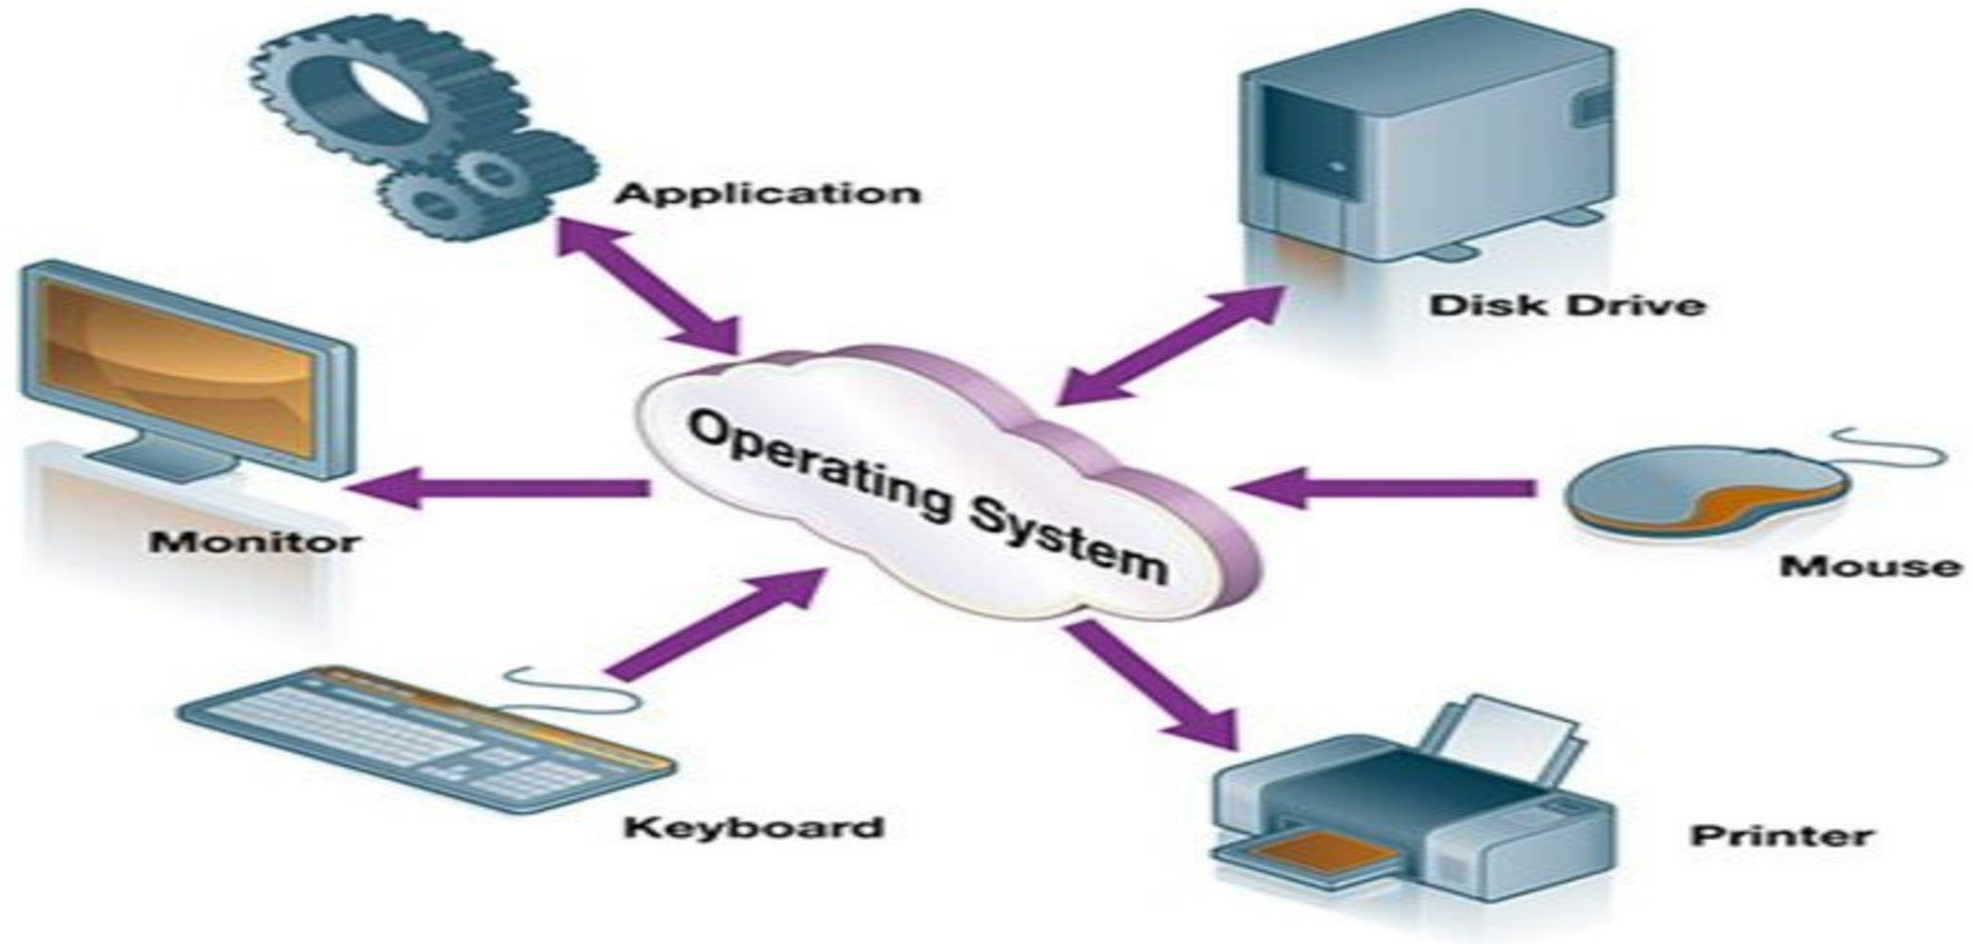 Application
Disk Drive
Operating System
Monitor
Mouse
Keyboard
Printer